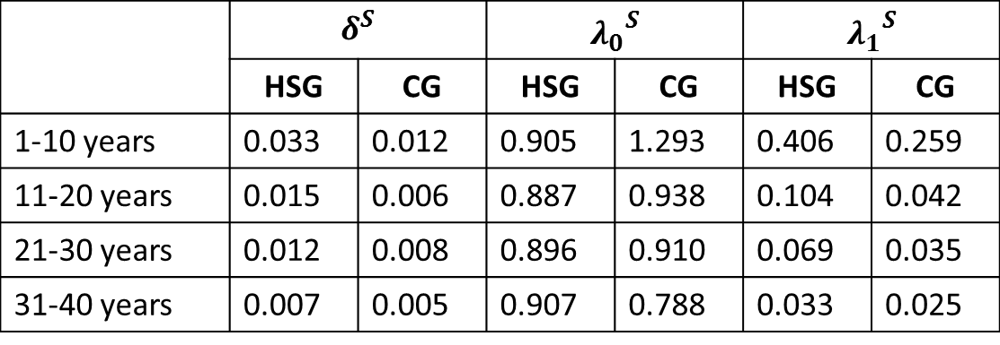 δ^S λ₀^S λ₁^S
HSG CG HSG CG HSG CG
1-10 years 0.033 0.012 0.905 1.293 0.406 0.259
11-20 years 0.015 0.006 0.887 0.938 0.104 0.042
21-30 years 0.012 0.008 0.896 0.910 0.069 0.035
31-40 years 0.007 0.005 0.907 0.788 0.033 0.025